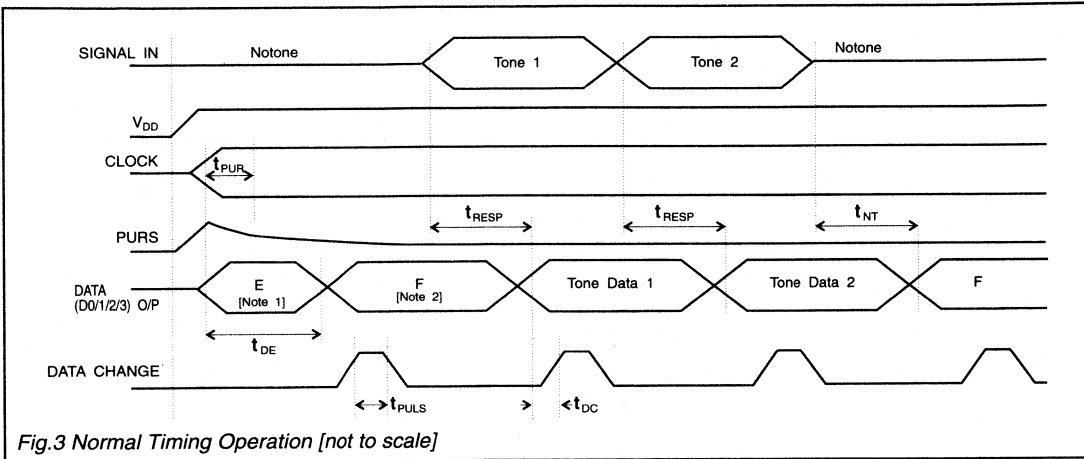 SIGNAL IN Notone Tone 1 Tone 2 Notone
VDD
CLOCK tPUR
tRESP tRESP tNT
PURS
DATA (D0/1/2/3) O/P
E [Note 1]
F [Note 2]
Tone Data 1
Tone Data 2
F
tDE
DATA CHANGE
tPULS tDC
Fig.3 Normal Timing Operation [not to scale]